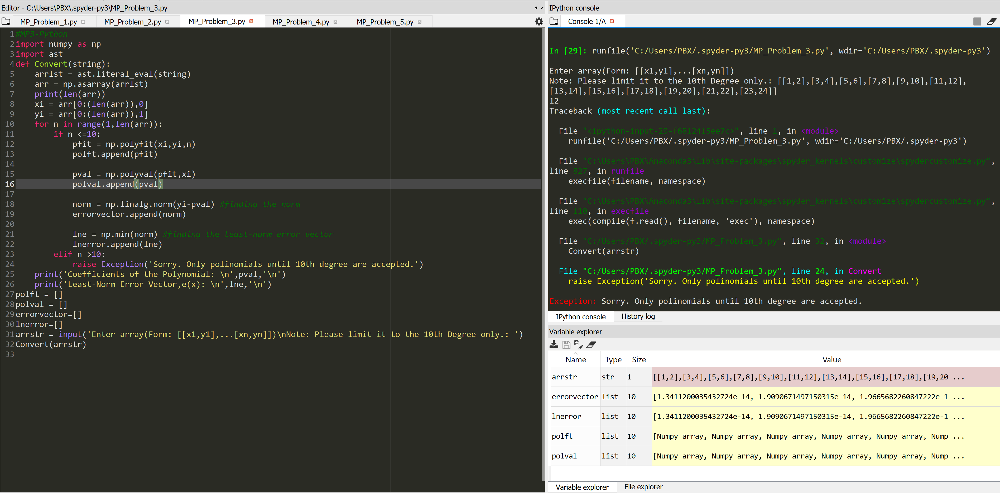 Editor - C:\Users\PBX\.spyder-py3\MP_Problem_3.py
MP_Problem_1.py
MP_Problem_2.py
MP_Problem_3.py
MP_Problem_4.py
MP_Problem_5.py
1 #MP3-Python
2 import numpy as np
3 import ast
4 def Convert(string):
5     arrlst = ast.literal_eval(string)
6     arr = np.asarray(arrlst)
7     print(len(arr))
8     xi = arr[0:(len(arr)),0]
9     yi = arr[0:(len(arr)),1]
10     for n in range(1,len(arr)):
11         if n <=10:
12             pfit = np.polyfit(xi,yi,n)
13             polft.append(pfit)
14
15             pval = np.polyval(pfit,xi)
16             polval.append(pval)
17
18             norm = np.linalg.norm(yi-pval) #finding the norm
19             errorvector.append(norm)
20
21             lne = np.min(norm) #finding the least-norm error vector
22             lnerror.append(lne)
23         elif n >10:
24             raise Exception('Sorry. Only polinomials until 10th degree are accepted.')
25     print('Coefficients of the Polynomial: \n',pval,'\n')
26     print('Least-Norm Error Vector,e(x): \n',lne,'\n')
27 polft = []
28 polval = []
29 errorvector=[]
30 lnerror=[]
31 arrstr = input('Enter array(Form: [[x1,y1],...[xn,yn]])\nNote: Please limit it to the 10th Degree only.: ')
32 Convert(arrstr)
33
IPython console
Console 1/A
In [29]: runfile('C:/Users/PBX/.spyder-py3/MP_Problem_3.py', wdir='C:/Users/PBX/.spyder-py3')
Enter array(Form: [[x1,y1],...[xn,yn]])
Note: Please limit it to the 10th Degree only.: [[1,2],[3,4],[5,6],[7,8],[9,10],[11,12],
[13,14],[15,16],[17,18],[19,20],[21,22],[23,24]]
12
Traceback (most recent call last):
  File "<ipython-input-29-f6812415ee7c>", line 1, in <module>
    runfile('C:/Users/PBX/.spyder-py3/MP_Problem_3.py', wdir='C:/Users/PBX/.spyder-py3')
  File "C:\Users\PBX\Anaconda3\lib\site-packages\spyder_kernels\customize\spydercustomize.py",
line 827, in runfile
    execfile(filename, namespace)
  File "C:\Users\PBX\Anaconda3\lib\site-packages\spyder_kernels\customize\spydercustomize.py",
line 110, in execfile
    exec(compile(f.read(), filename, 'exec'), namespace)
  File "C:/Users/PBX/.spyder-py3/MP_Problem_3.py", line 32, in <module>
    Convert(arrstr)
  File "C:/Users/PBX/.spyder-py3/MP_Problem_3.py", line 24, in Convert
    raise Exception('Sorry. Only polinomials until 10th degree are accepted.')
Exception: Sorry. Only polinomials until 10th degree are accepted.
IPython console
History log
Variable explorer
Name Type Size Value
arrstr str 1 [[1,2],[3,4],[5,6],[7,8],[9,10],[11,12],[13,14],[15,16],[17,18],[19,20 ...
errorvector list 10 [1.3411200035432724e-14, 1.9090671497150315e-14, 1.9665682260847222e-1 ...
lnerror list 10 [1.3411200035432724e-14, 1.9090671497150315e-14, 1.9665682260847222e-1 ...
polft list 10 [Numpy array, Numpy array, Numpy array, Numpy array, Numpy array, Nump ...
polval list 10 [Numpy array, Numpy array, Numpy array, Numpy array, Numpy array, Nump ...
Variable explorer
File explorer